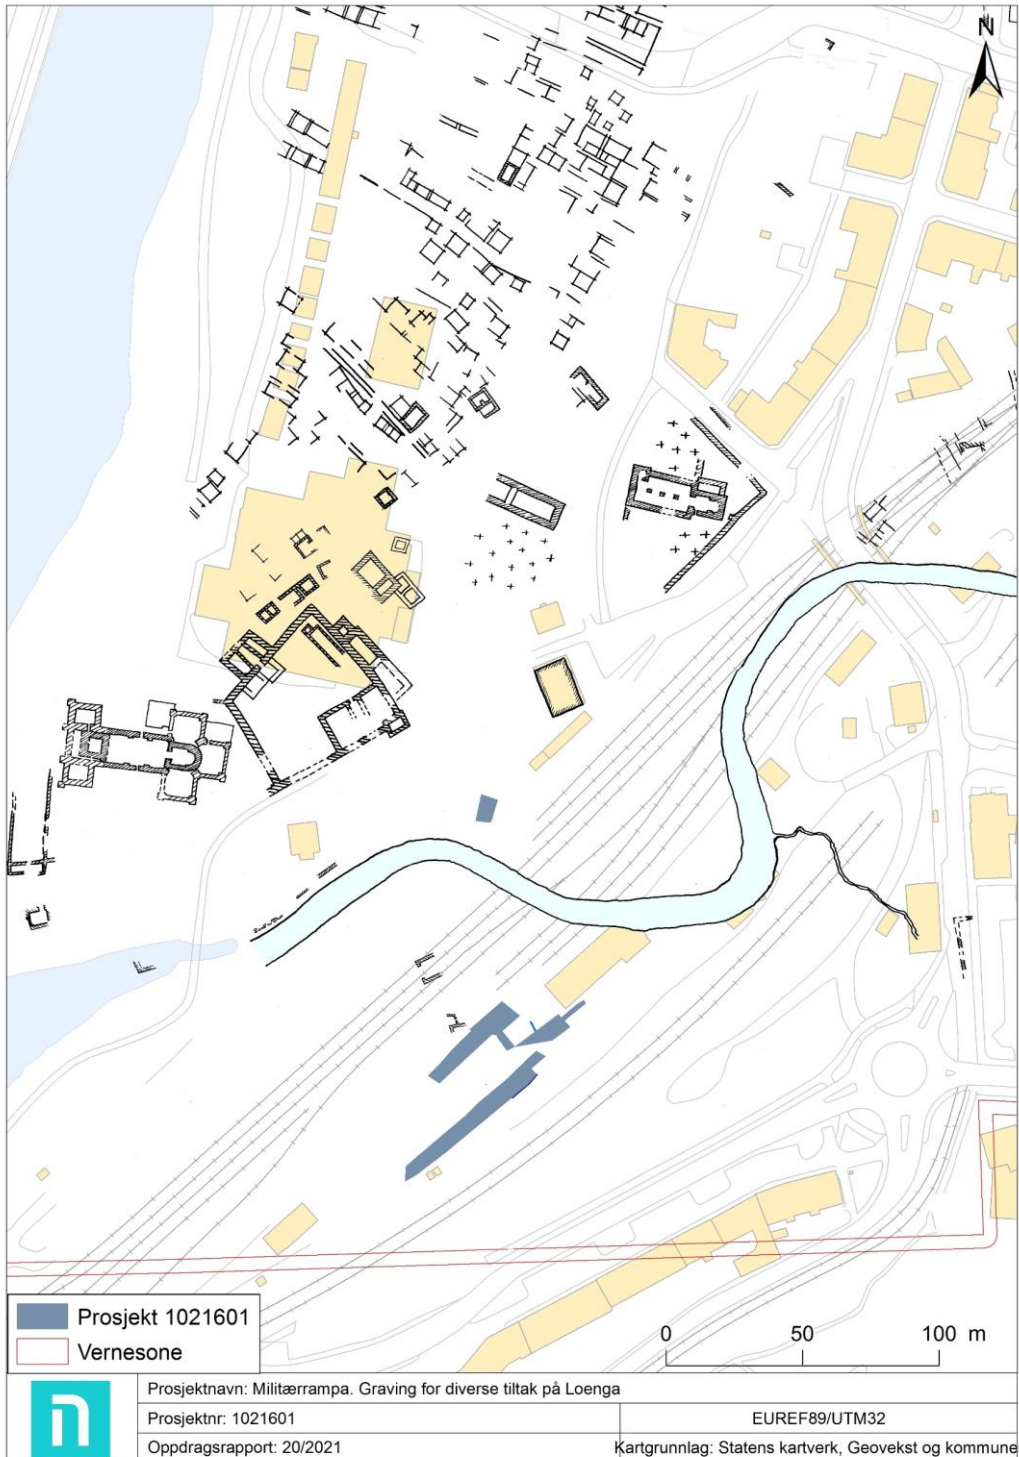 N
Prosjekt 1021601
Vernesone
0 50 100 m
Prosjektnavn: Militærrampa. Graving for diverse tiltak på Loenga
Prosjektnr: 1021601
EUREF89/UTM32
Oppdragsrapport: 20/2021
Kartgrunnlag: Statens kartverk, Geovekst og kommune